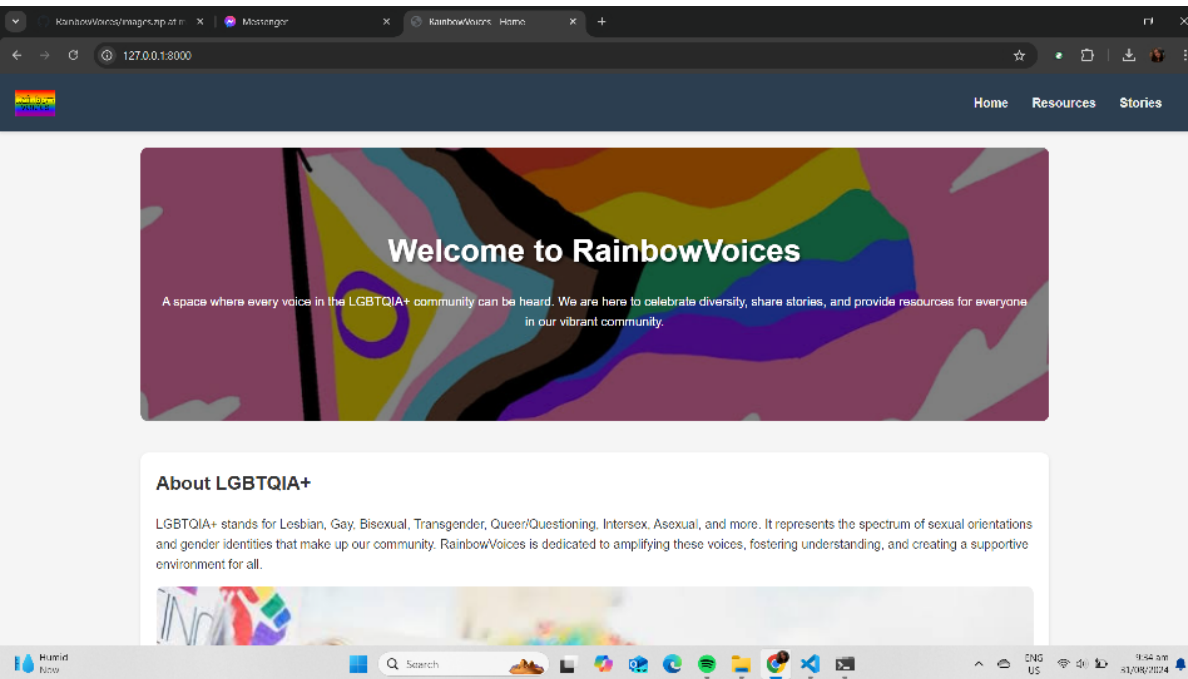 RainbowVoices/images.zip at m
Messenger
RainbowVoices - Home
127.0.0.1:8000
Home Resources Stories
Welcome to RainbowVoices
A space where every voice in the LGBTQIA+ community can be heard. We are here to celebrate diversity, share stories, and provide resources for everyone
in our vibrant community.
About LGBTQIA+
LGBTQIA+ stands for Lesbian, Gay, Bisexual, Transgender, Queer/Questioning, Intersex, Asexual, and more. It represents the spectrum of sexual orientations
and gender identities that make up our community. RainbowVoices is dedicated to amplifying these voices, fostering understanding, and creating a supportive
environment for all.
Humid
Now
Search
ENG
US
9:34 am
31/08/2024